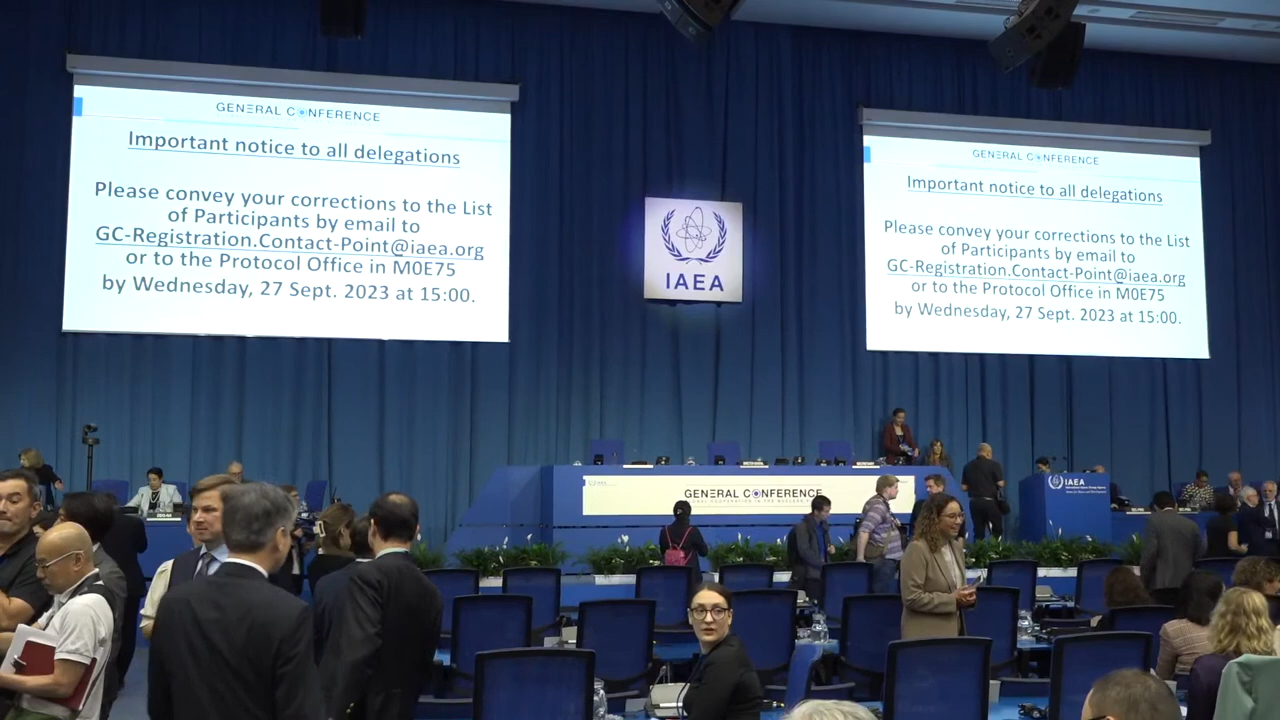 GENERAL CONFERENCE
Important notice to all delegations
Please convey your corrections to the List
of Participants by email to
GC-Registration.Contact-Point@iaea.org
or to the Protocol Office in M0E75
by Wednesday, 27 Sept. 2023 at 15:00.
IAEA
GENERAL CONFERENCE
Important notice to all delegations
Please convey your corrections to the List
of Participants by email to
GC-Registration.Contact-Point@iaea.org
or to the Protocol Office in M0E75
by Wednesday, 27 Sept. 2023 at 15:00.
GENERAL CONFERENCE
IAEA